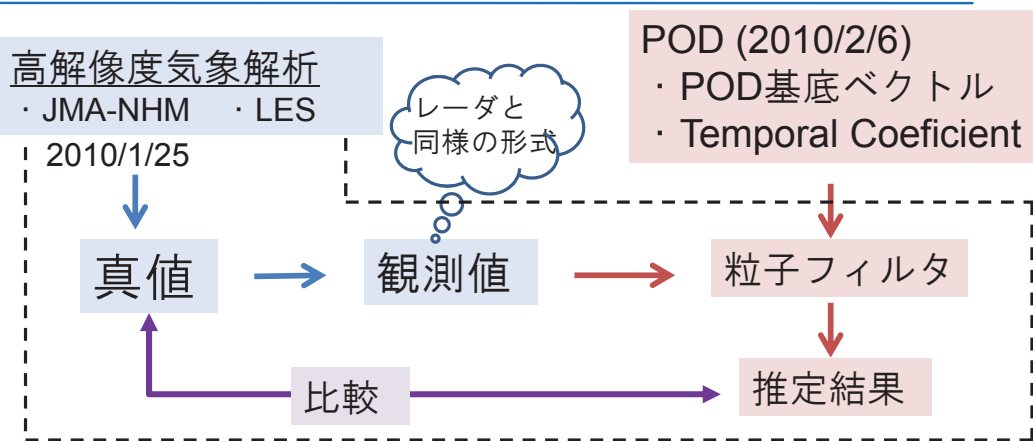 高解像度気象解析
・JMA-NHM ・LES
2010/1/25
レーダと
同様の形式
POD (2010/2/6)
・POD基底ベクトル
・Temporal Coeficient
真値
観測値
粒子フィルタ
比較
推定結果